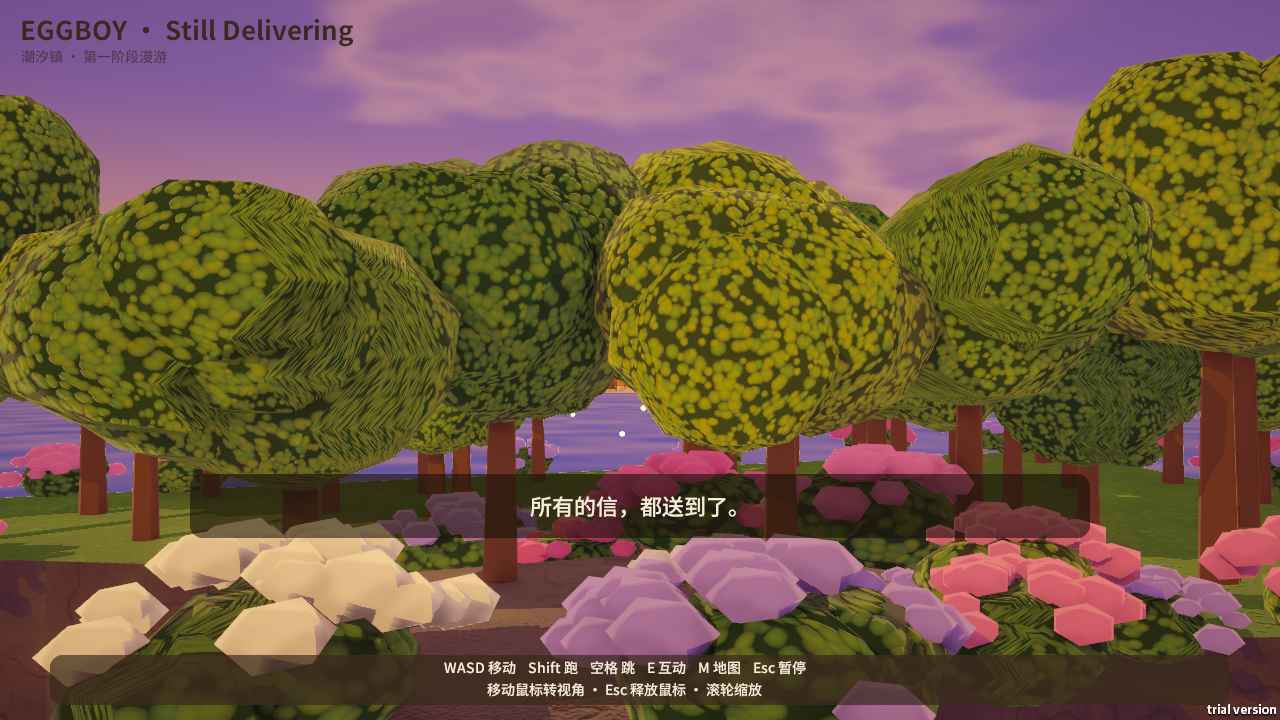 EGGBOY · Still Delivering
潮汐镇 · 第一阶段漫游
所有的信，都送到了。
WASD 移动 Shift 跑 空格 跳 E 互动 M 地图 Esc 暂停
移动鼠标转视角 · Esc 释放鼠标 · 滚轮缩放
trial version